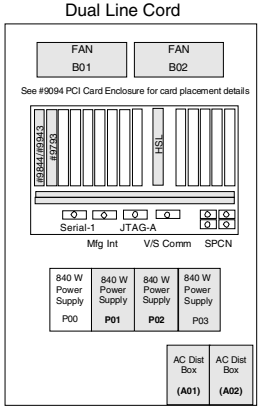 Dual Line Cord
FAN FAN
B01 B02
See #9094 PCI Card Enclosure for card placement details
#9844/#9943
#9793
HSL
Serial-1 JTAG-A
Mfg Int V/S Comm SPCN
840 W 840 W 840 W 840 W
Power Power Power Power
Supply Supply Supply Supply
P00 P01 P02 P03
AC Dist AC Dist
Box Box
(A01) (A02)